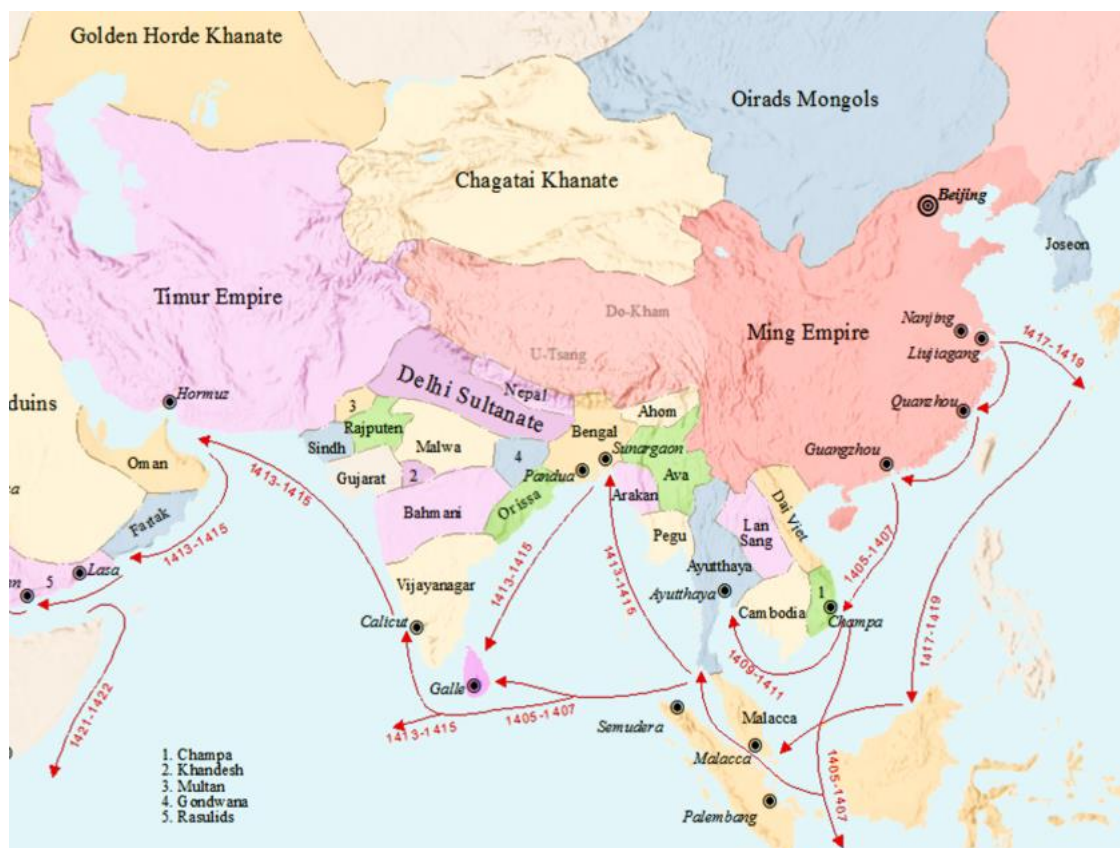 Golden Horde Khanate
Oirads Mongols
Chagatai Khanate
Beijing
Joseon
Timur Empire
Do-Kham
Ming Empire
Nanjing
U-Tsang
Liujiagang
1417-1419
Delhi Sultanate
Nepal
Hormuz
duins
3
Rajputen
Ahom
Quanzhou
Bengal
Sunargaon
Sindh
Malwa
4
Guangzhou
Oman
Gujarat
2
Pandua
Ava
1413-1415
Orissa
Arakan
Dai Viet
Bahmani
Fartak
Lan
Sang
Pegu
1413-1415
1405-1407
Lasa
5
an
Vijayanagar
1413-1415
1413-1415
Ayutthaya
Ayutthaya
1
Cambodia
Champa
Calicut
1417-1419
1409-1411
Galle
1421-1422
1405-1407
1413-1415
Semudera
Malacca
Malacca
1405-1407
Palembang
1. Champa
2. Khandesh
3. Multan
4. Gondwana
5. Rasulids